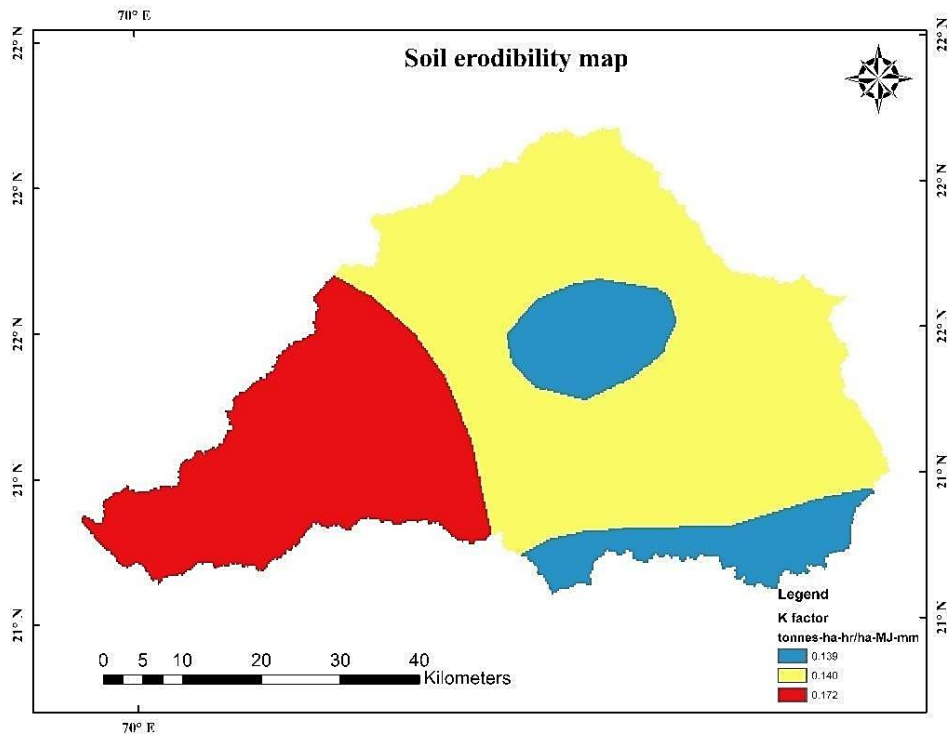 70° E
Soil erodibility map
22° N
22° N
22° N
22° N
22° N
22° N
21° N
21° N
21° N
21° N
Legend
K factor
tonnes-ha-hr/ha-MJ-mm
0.139
0.140
0.172
0 5 10 20 30 40
Kilometers
70° E